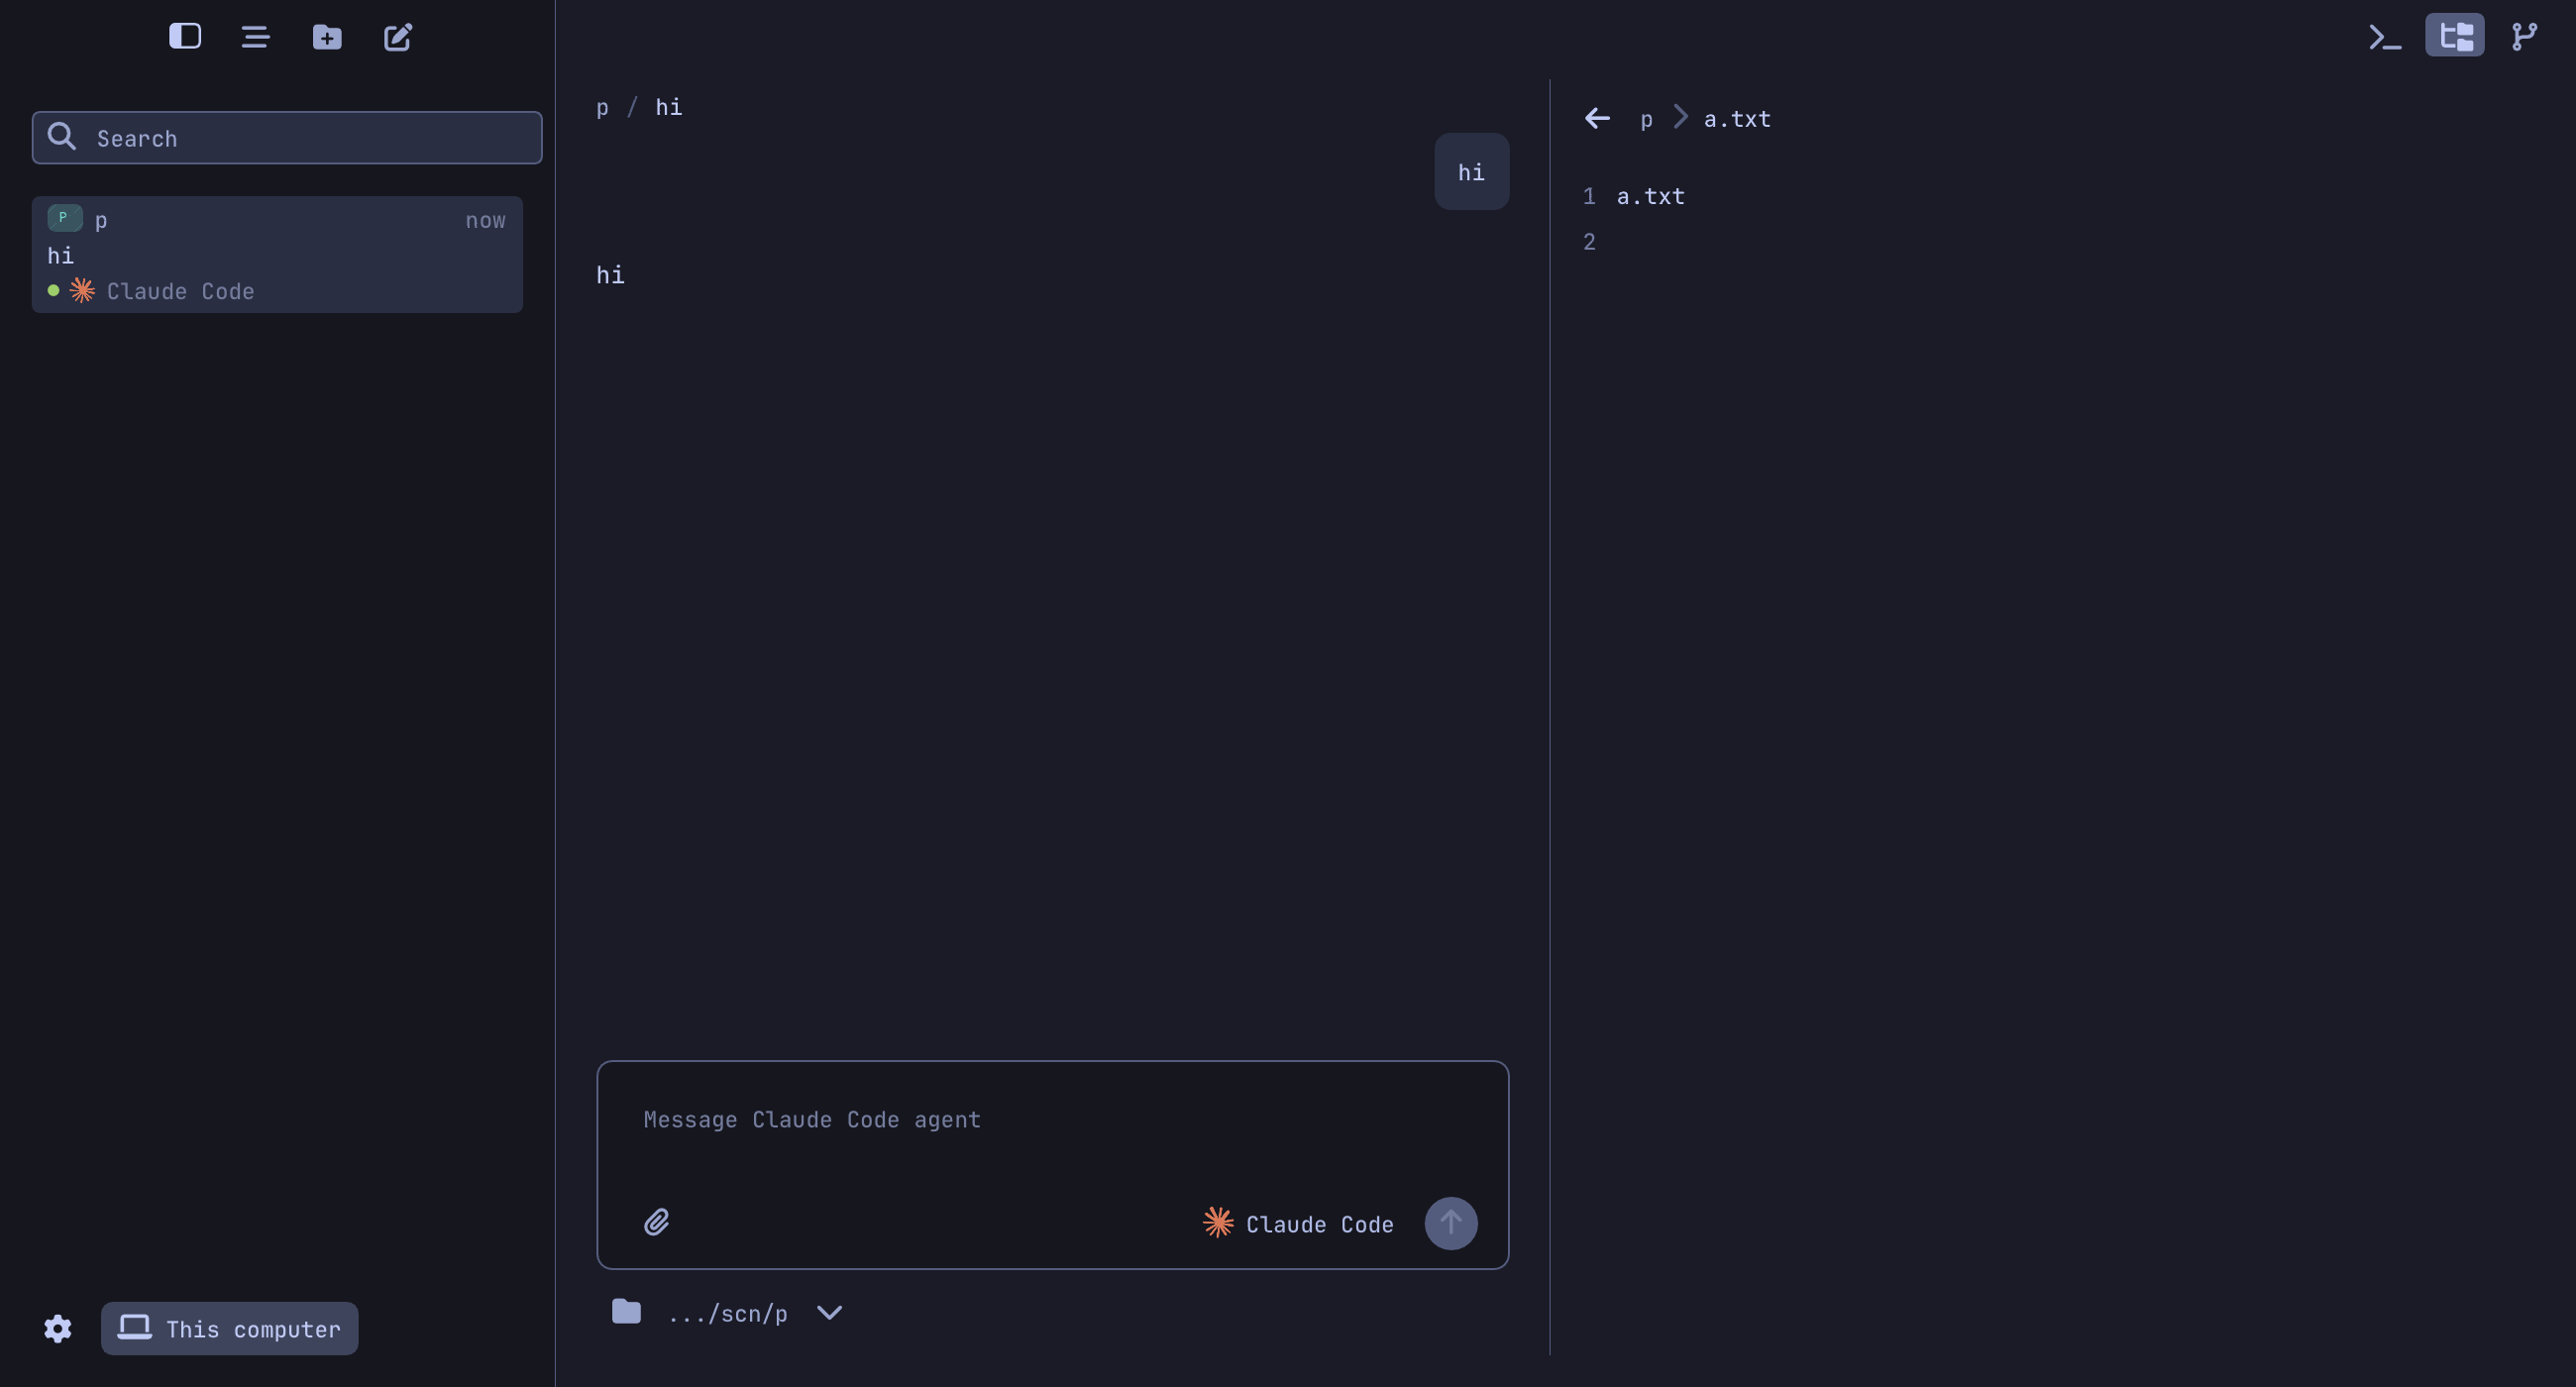 Search
P p now
hi
Claude Code
p / hi
hi
hi
Message Claude Code agent
Claude Code
.../scn/p
p > a.txt
1 a.txt
2
This computer